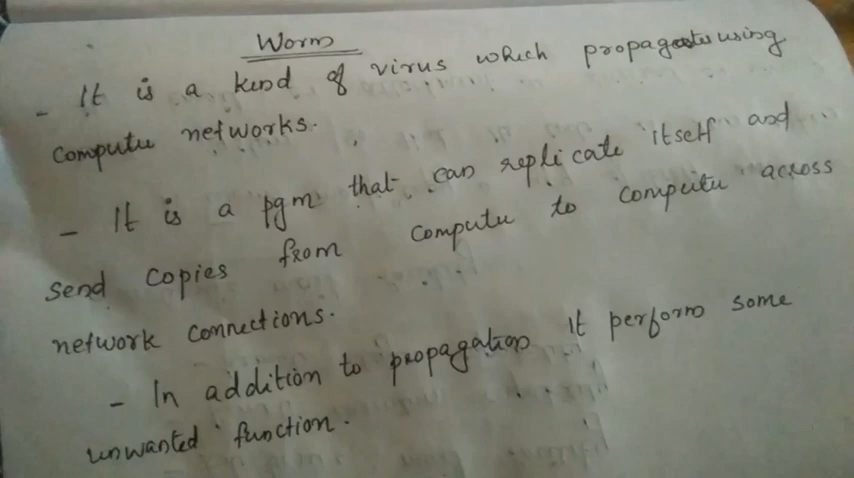 Worm
- It is a kind of virus which propagates using
computer networks.
- It is a pgm that can replicate itself and
send copies from computer to computer across
network connections.
- In addition to propagation it perform some
unwanted function.